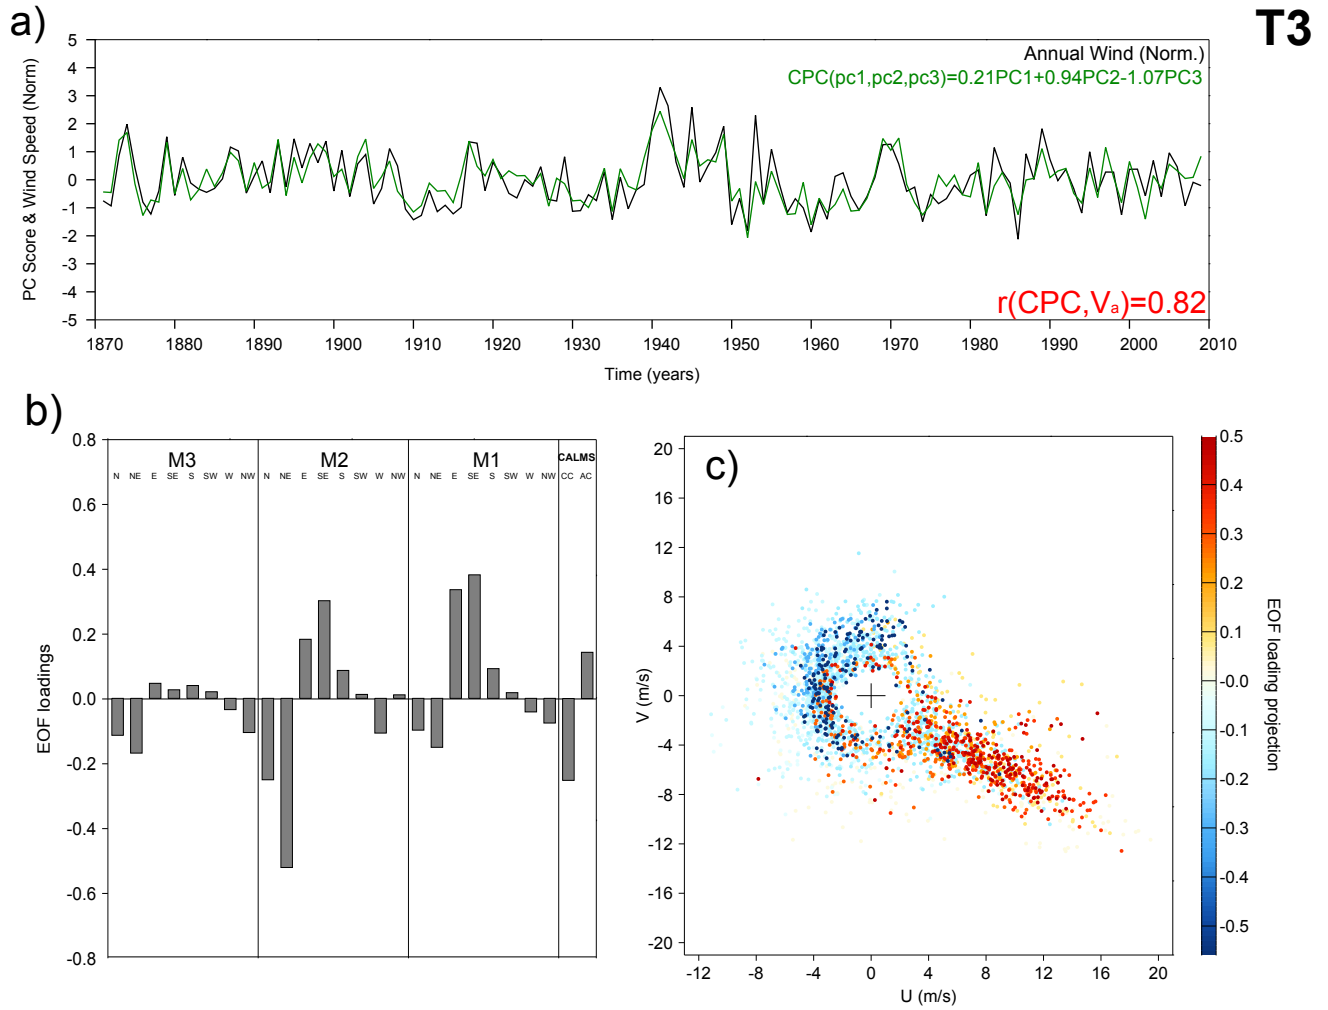 a)
T3
5
4
3
2
1
0
-1
-2
-3
-4
-5
PC Score & Wind Speed (Norm)
Annual Wind (Norm.)
CPC(pc1,pc2,pc3)=0.21PC1+0.94PC2-1.07PC3
r(CPC,Va)=0.82
1870 1880 1890 1900 1910 1920 1930 1940 1950 1960 1970 1980 1990 2000 2010
Time (years)
b)
0.8
0.6
0.4
0.2
0.0
-0.2
-0.4
-0.6
-0.8
EOF loadings
M3 M2 M1 CALMS
N NE E SE S SW W NW N NE E SE S SW W NW N NE E SE S SW W NW CC AC
c)
20
16
12
8
4
0
-4
-8
-12
-16
-20
V (m/s)
-12 -8 -4 0 4 8 12 16 20
U (m/s)
0.5
0.4
0.3
0.2
0.1
-0.0
-0.1
-0.2
-0.3
-0.4
-0.5
EOF loading projection